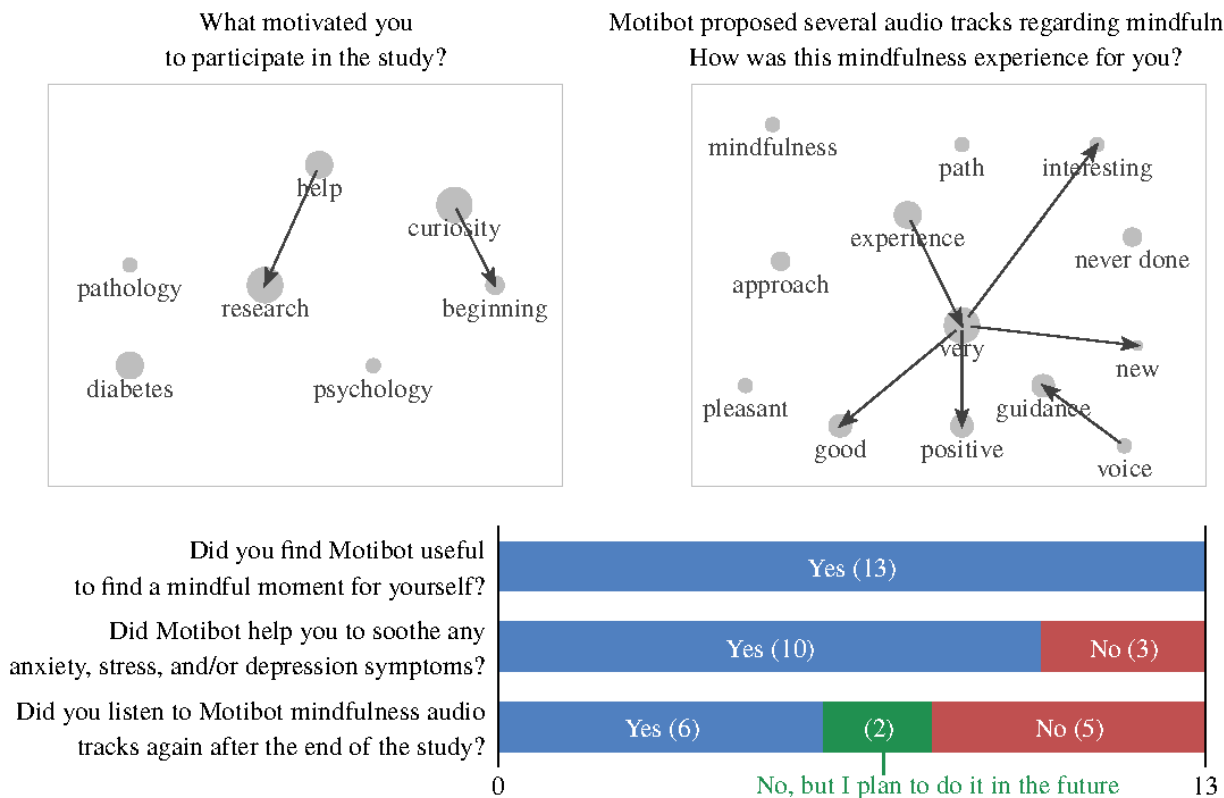 What motivated you
to participate in the study?
help
curiosity
pathology
research
beginning
diabetes
psychology
Motibot proposed several audio tracks regarding mindfuln
How was this mindfulness experience for you?
mindfulness
path
interesting
experience
never done
approach
very
new
pleasant
guidance
good
positive
voice
Did you find Motibot useful
to find a mindful moment for yourself?
Yes (13)
Did Motibot help you to soothe any
anxiety, stress, and/or depression symptoms?
Yes (10)
No (3)
Did you listen to Motibot mindfulness audio
tracks again after the end of the study?
Yes (6)
(2)
No (5)
0
No, but I plan to do it in the future
13